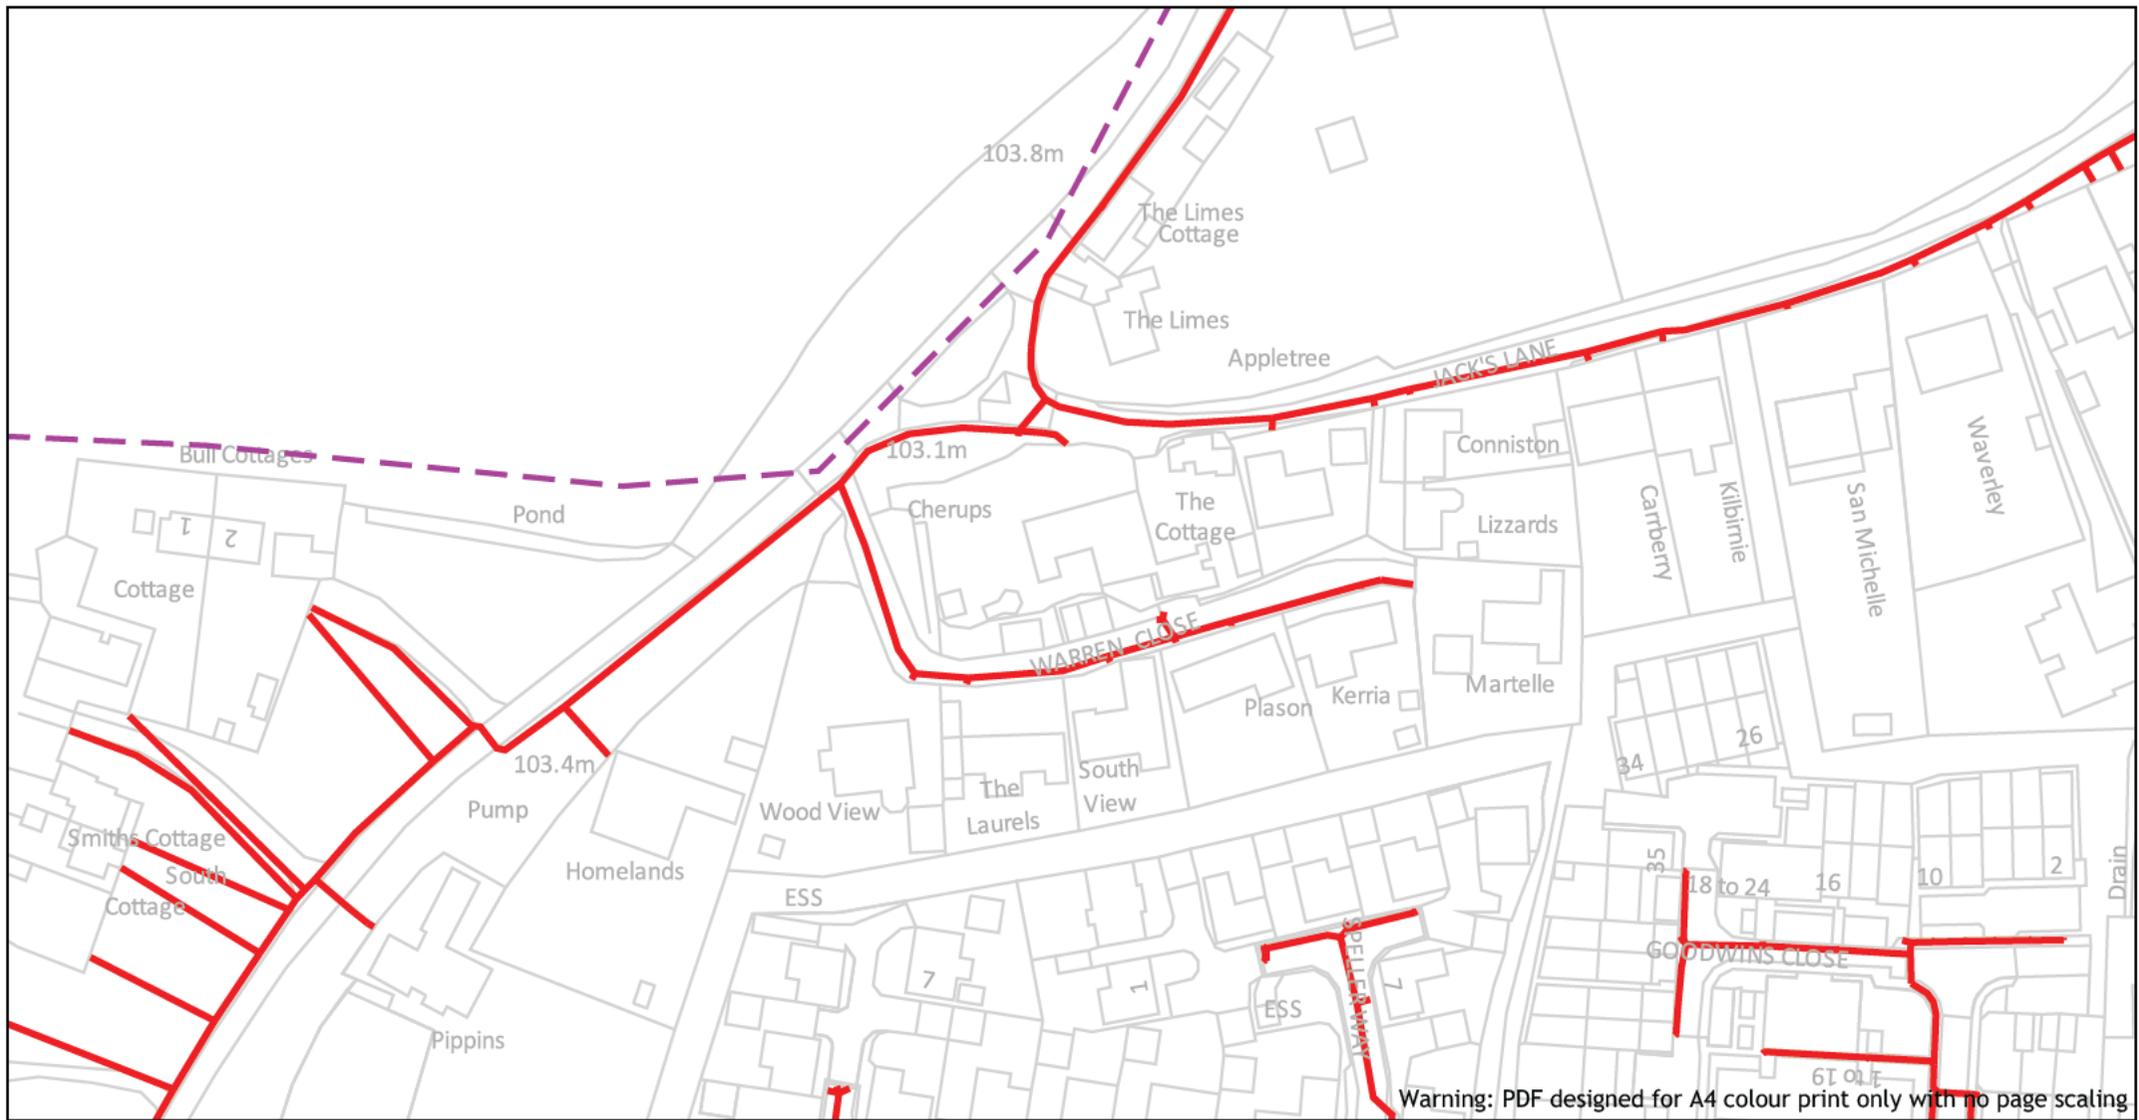 103.8m
The Limes
Cottage
The Limes
Appletree
JACK'S LANE
103.1m
Conniston
Bull Cottages
Cherups
The
Cottage
Lizzards
Carrberry
Kilbirnie
San Michelle
Waverley
Pond
1
2
Cottage
WARREN CLOSE
Plason
Kerria
Martelle
34
26
103.4m
Pump
Wood View
The
Laurels
South
View
Smiths Cottage
South
Cottage
Homelands
ESS
35
18 to 24
16
10
2
Drain
7
1
SPELLER WAY
7
ESS
GOODWINS CLOSE
Pippins
1 to 19
Warning: PDF designed for A4 colour print only with no page scaling